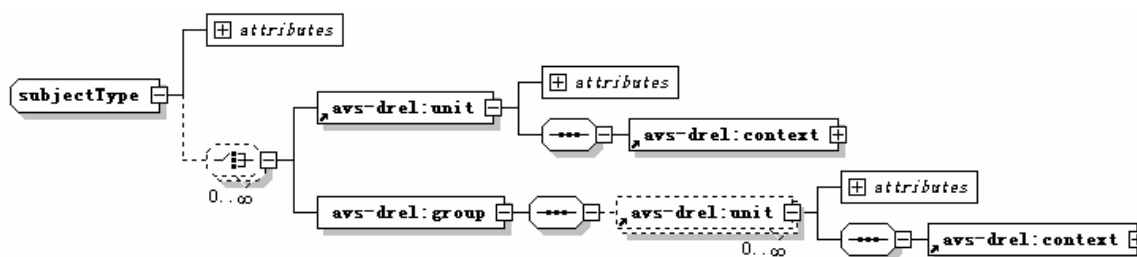 attributes
subjectType
attributes
avs-drel:unit
avs-drel:context
0..∞
attributes
avs-drel:group
avs-drel:unit
0..∞
avs-drel:context